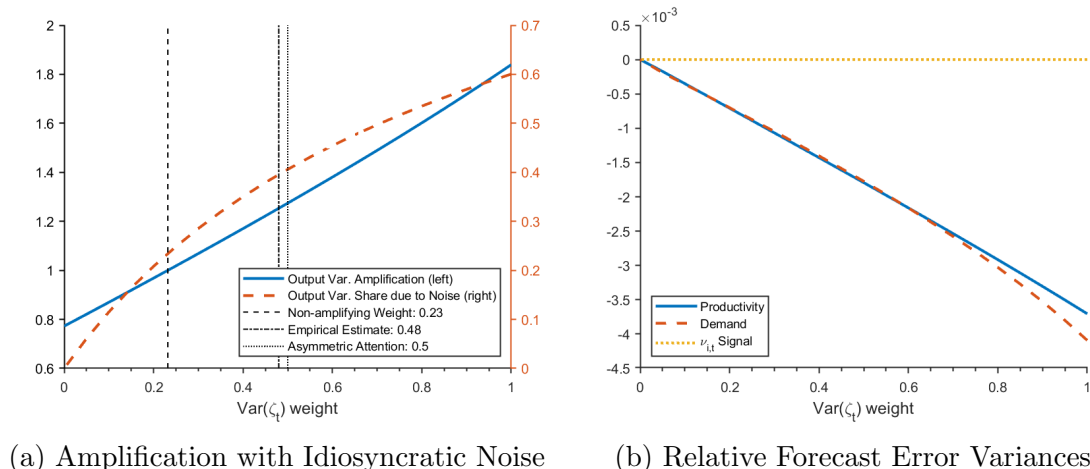 2
1.8
1.6
1.4
1.2
1
0.8
0.6
0.7
0.6
0.5
0.4
0.3
0.2
0.1
0
0 0.2 0.4 0.6 0.8 1
Var(ζt) weight
Output Var. Amplification (left)
Output Var. Share due to Noise (right)
Non-amplifying Weight: 0.23
Empirical Estimate: 0.48
Asymmetric Attention: 0.5
(a) Amplification with Idiosyncratic Noise
×10⁻³
0.5
0
-0.5
-1
-1.5
-2
-2.5
-3
-3.5
-4
-4.5
0 0.2 0.4 0.6 0.8 1
Var(ζt) weight
Productivity
Demand
νi,t Signal
(b) Relative Forecast Error Variances